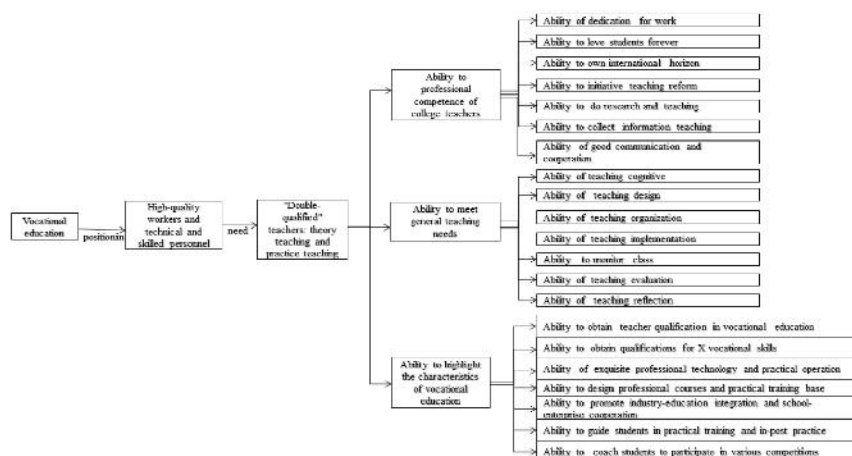 Vocational
education
positionin
High-quality
workers and
technical and
skilled personnel
need
"Double-
qualified"
teachers: theory
teaching and
practice teaching
Ability to
professional
competence of
college teachers
Ability of dedication for work
Ability to love students forever
Ability to own international horizon
Ability to initiative teaching reform
Ability to do research and teaching
Ability to collect information teaching
Ability of good communication and
cooperation
Ability to meet
general teaching
needs
Ability of teaching cognitive
Ability of teaching design
Ability of teaching organization
Ability of teaching implementation
Ability to monitor class
Ability of teaching evaluation
Ability of teaching reflection
Ability to highlight
the characteristics
of vocational
education
Ability to obtain teacher qualification in vocational education
Ability to obtain qualifications for X vocational skills
Ability of exquisite professional technology and practical operation
Ability to design professional courses and practical training base
Ability to promote industry-education integration and school-
enterprise cooperation
Ability to guide students in practical training and in-post practice
Ability to coach students to participate in various competitions